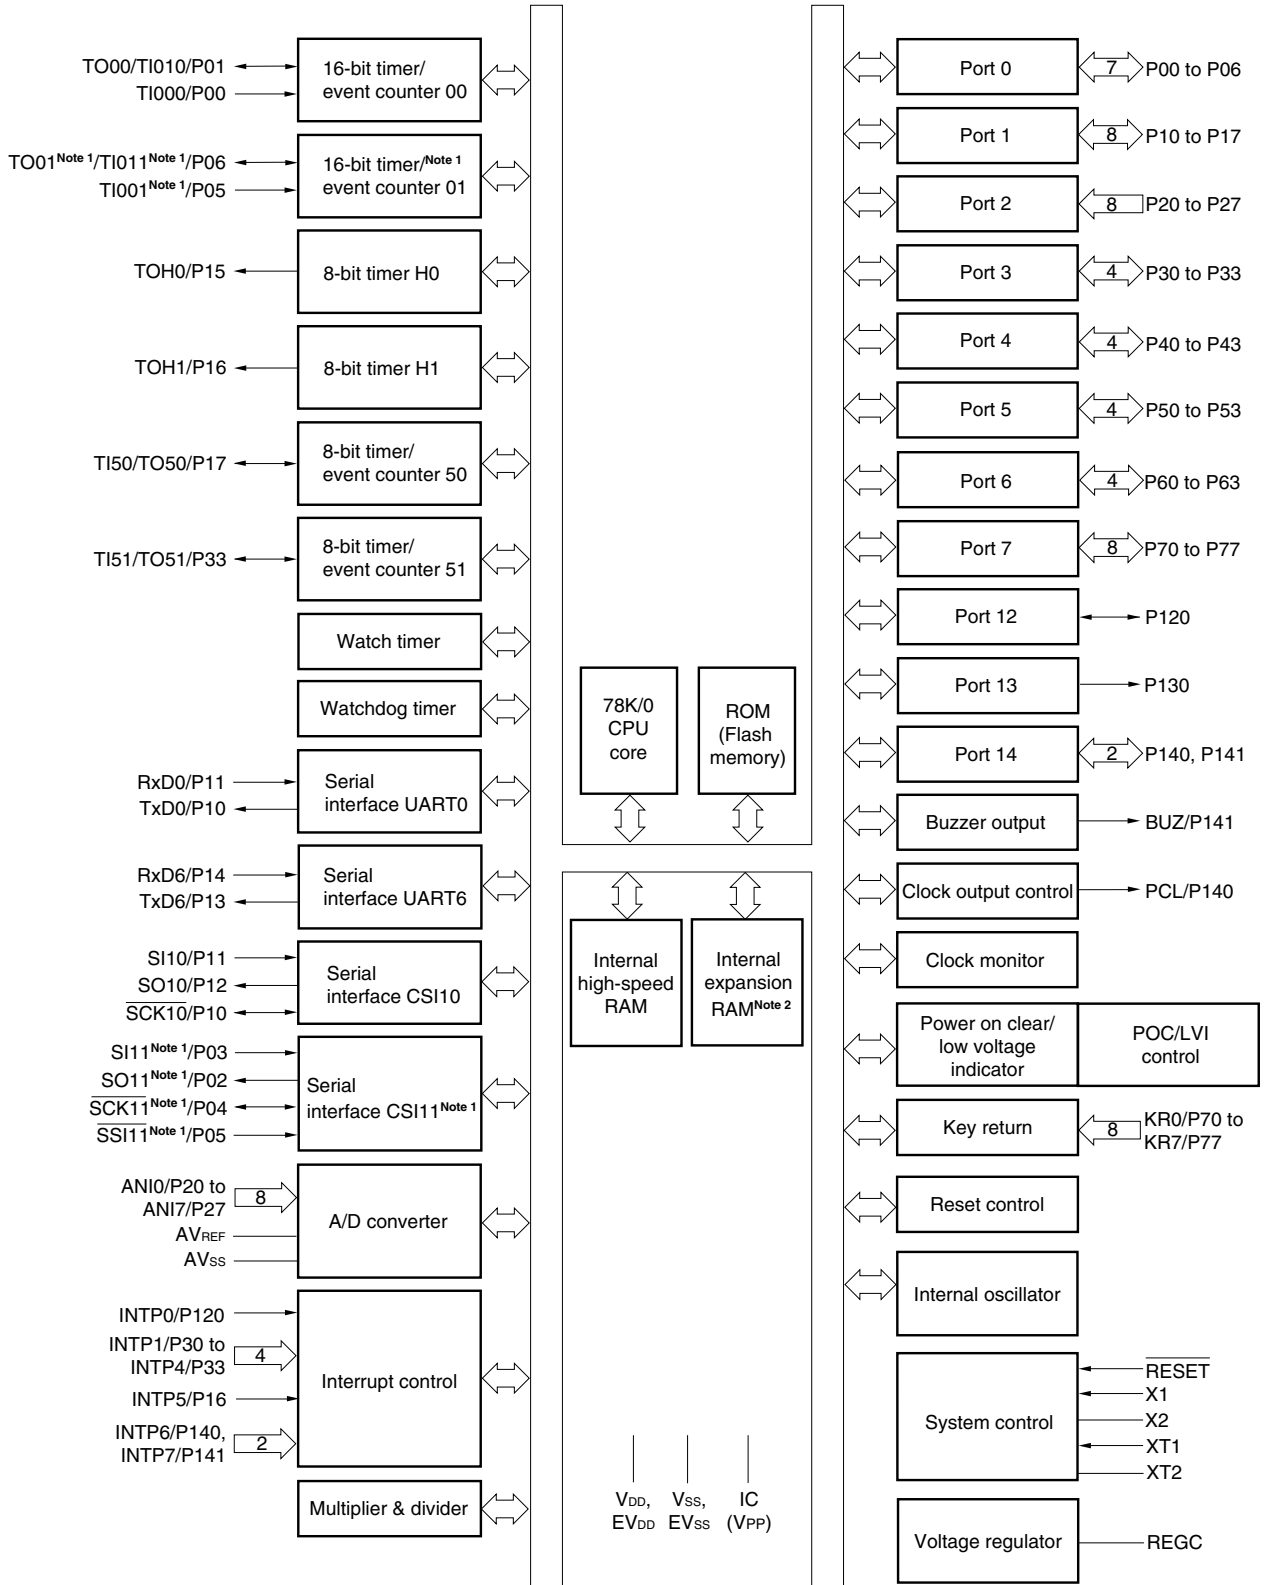 TO00/TI010/P01
TI000/P00
16-bit timer/
event counter 00
TO01Note 1/TI011Note 1/P06
TI001Note 1/P05
16-bit timer/Note 1
event counter 01
TOH0/P15
8-bit timer H0
TOH1/P16
8-bit timer H1
TI50/TO50/P17
8-bit timer/
event counter 50
TI51/TO51/P33
8-bit timer/
event counter 51
Watch timer
Watchdog timer
RxD0/P11
TxD0/P10
Serial
interface UART0
RxD6/P14
TxD6/P13
Serial
interface UART6
SI10/P11
SO10/P12
SCK10/P10
Serial
interface CSI10
SI11Note 1/P03
SO11Note 1/P02
SCK11Note 1/P04
SSI11Note 1/P05
Serial
interface CSI11Note 1
ANI0/P20 to
ANI7/P27
8
AVREF
AVSS
A/D converter
INTP0/P120
INTP1/P30 to
INTP4/P33
4
INTP5/P16
INTP6/P140,
INTP7/P141
2
Interrupt control
Multiplier & divider
78K/0
CPU
core
ROM
(Flash
memory)
Internal
high-speed
RAM
Internal
expansion
RAMNote 2
VDD,
EVDD
VSS,
EVSS
IC
(VPP)
Port 0
7
P00 to P06
Port 1
8
P10 to P17
Port 2
8
P20 to P27
Port 3
4
P30 to P33
Port 4
4
P40 to P43
Port 5
4
P50 to P53
Port 6
4
P60 to P63
Port 7
8
P70 to P77
Port 12
P120
Port 13
P130
Port 14
2
P140, P141
Buzzer output
BUZ/P141
Clock output control
PCL/P140
Clock monitor
Power on clear/
low voltage
indicator
POC/LVI
control
Key return
8
KR0/P70 to
KR7/P77
Reset control
Internal oscillator
System control
RESET
X1
X2
XT1
XT2
Voltage regulator
REGC